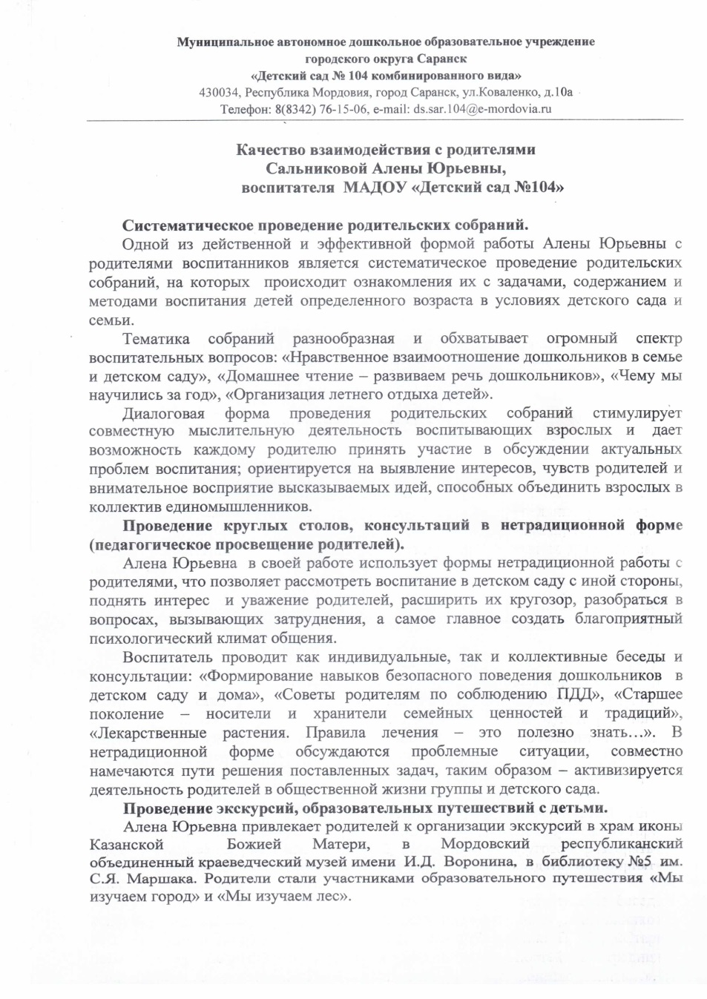 Муниципальное автономное дошкольное образовательное учреждение
городского округа Саранск
«Детский сад № 104 комбинированного вида»
430034, Республика Мордовия, город Саранск, ул.Коваленко, д.10а
Телефон: 8(8342) 76-15-06, e-mail: ds.sar.104@e-mordovia.ru
Качество взаимодействия с родителями
Сальниковой Алены Юрьевны,
воспитателя МАДОУ «Детский сад №104»
Систематическое проведение родительских собраний.
Одной из действенной и эффективной формой работы Алены Юрьевны с
родителями воспитанников является систематическое проведение родительских
собраний, на которых происходит ознакомления их с задачами, содержанием и
методами воспитания детей определенного возраста в условиях детского сада и
семьи.
Тематика собраний разнообразная и обхватывает огромный спектр
воспитательных вопросов: «Нравственное взаимоотношение дошкольников в семье
и детском саду», «Домашнее чтение – развиваем речь дошкольников», «Чему мы
научились за год», «Организация летнего отдыха детей».
Диалоговая форма проведения родительских собраний стимулирует
совместную мыслительную деятельность воспитывающих взрослых и дает
возможность каждому родителю принять участие в обсуждении актуальных
проблем воспитания; ориентируется на выявление интересов, чувств родителей и
внимательное восприятие высказываемых идей, способных объединить взрослых в
коллектив единомышленников.
Проведение круглых столов, консультаций в нетрадиционной форме
(педагогическое просвещение родителей).
Алена Юрьевна в своей работе использует формы нетрадиционной работы с
родителями, что позволяет рассмотреть воспитание в детском саду с иной стороны,
поднять интерес и уважение родителей, расширить их кругозор, разобраться в
вопросах, вызывающих затруднения, а самое главное создать благоприятный
психологический климат общения.
Воспитатель проводит как индивидуальные, так и коллективные беседы и
консультации: «Формирование навыков безопасного поведения дошкольников в
детском саду и дома», «Советы родителям по соблюдению ПДД», «Старшее
поколение – носители и хранители семейных ценностей и традиций»,
«Лекарственные растения. Правила лечения – это полезно знать…». В
нетрадиционной форме обсуждаются проблемные ситуации, совместно
намечаются пути решения поставленных задач, таким образом – активизируется
деятельность родителей в общественной жизни группы и детского сада.
Проведение экскурсий, образовательных путешествий с детьми.
Алена Юрьевна привлекает родителей к организации экскурсий в храм иконы
Казанской Божией Матери, в Мордовский республиканский
объединенный краеведческий музей имени И.Д. Воронина, в библиотеку №5 им.
С.Я. Маршака. Родители стали участниками образовательного путешествия «Мы
изучаем город» и «Мы изучаем лес».